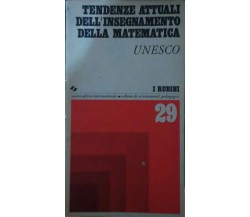 TENDENZE ATTUALI
DELL'INSEGNAMENTO
DELLA MATEMATICA
UNESCO
I RUBINI
29